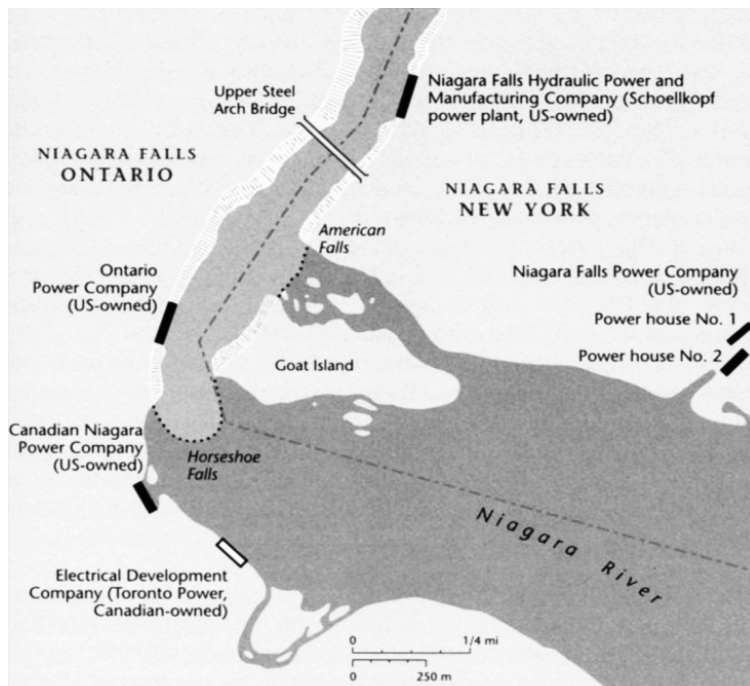 Upper Steel
Arch Bridge
Niagara Falls Hydraulic Power and
Manufacturing Company (Schoellkopf
power plant, US-owned)
NIAGARA FALLS
ONTARIO
NIAGARA FALLS
NEW YORK
American
Falls
Ontario
Power Company
(US-owned)
Niagara Falls Power Company
(US-owned)
Power house No. 1
Power house No. 2
Goat Island
Canadian Niagara
Power Company
(US-owned)
Horseshoe
Falls
Niagara River
Electrical Development
Company (Toronto Power,
Canadian-owned)
0 1/4 mi
0 250 m